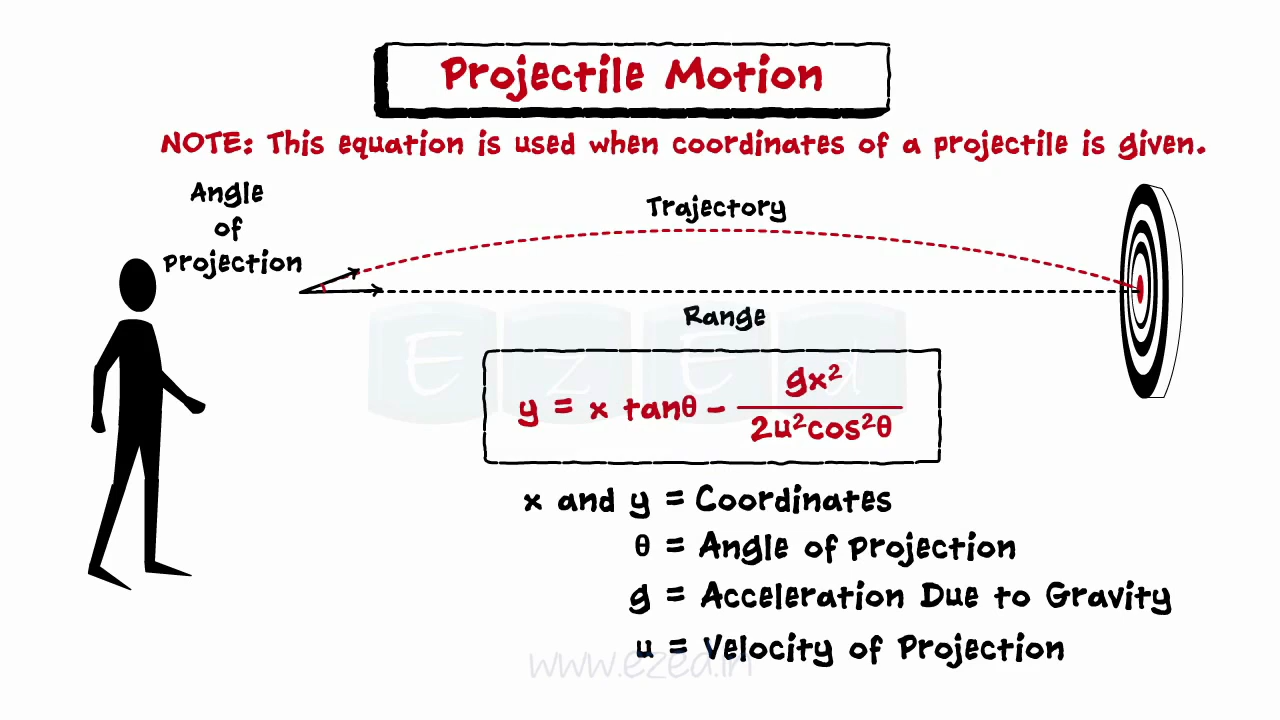 Projectile Motion
NOTE: This equation is used when coordinates of a projectile is given.
Angle
of
Projection
Trajectory
Range
EzEd
y = x tanθ - gx²
2u²cos²θ
x and y = Coordinates
θ = Angle of Projection
g = Acceleration Due to Gravity
u = Velocity of Projection
www.ezed.in